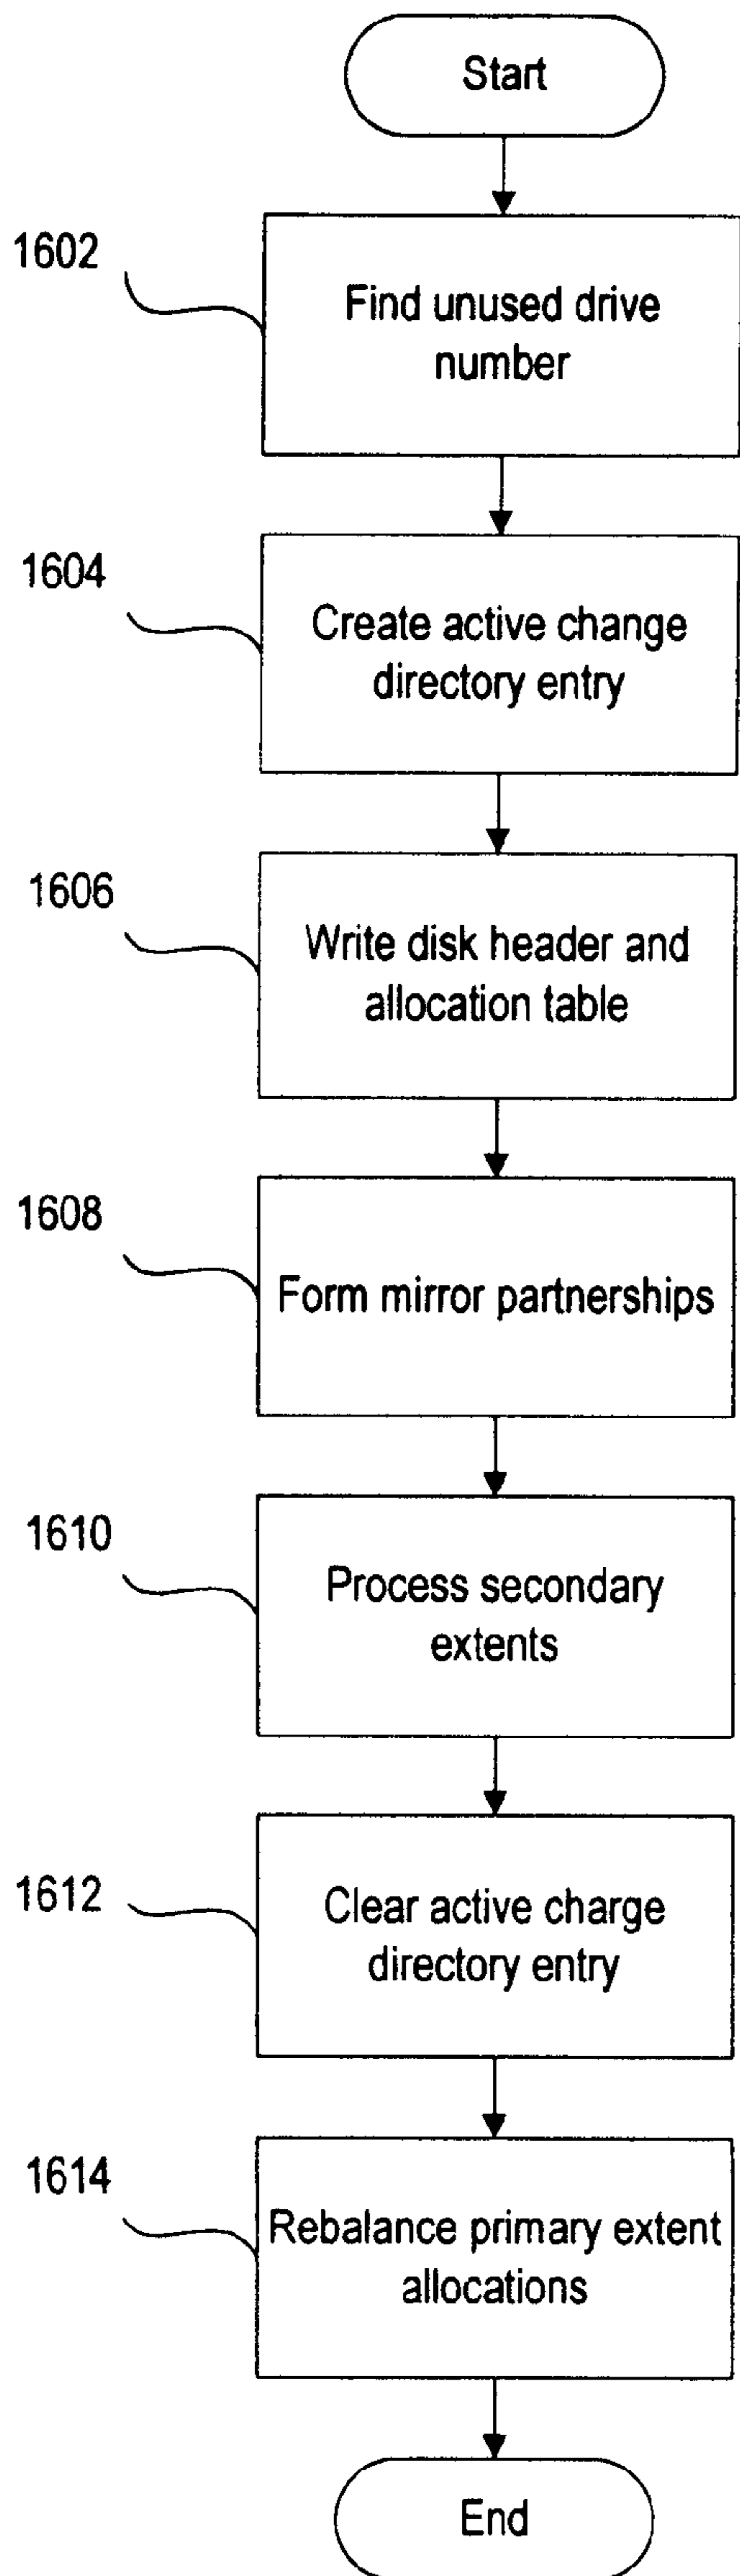 Start
1602
Find unused drive
number
1604
Create active change
directory entry
1606
Write disk header and
allocation table
1608
Form mirror partnerships
1610
Process secondary
extents
1612
Clear active charge
directory entry
1614
Rebalance primary extent
allocations
End